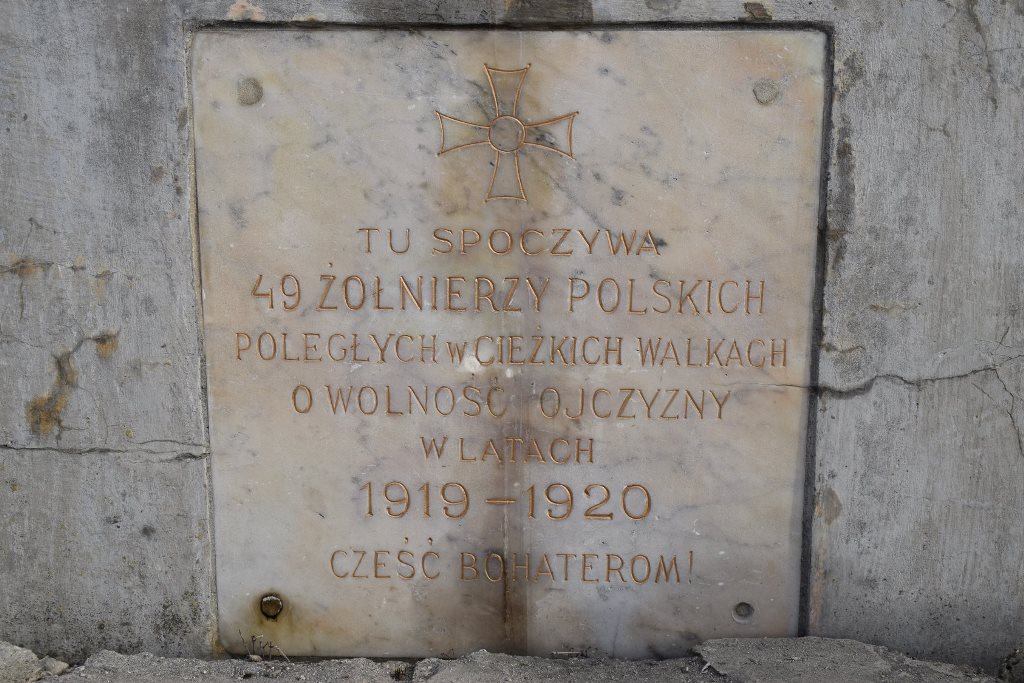 TU SPOCZYWA
49 ŻOŁNIERZY POLSKICH
POLEGŁYCH W CIĘŻKICH WALKACH
O WOLNOŚĆ OJCZYZNY
W LATACH
1919 – 1920
CZEŚĆ BOHATEROM!